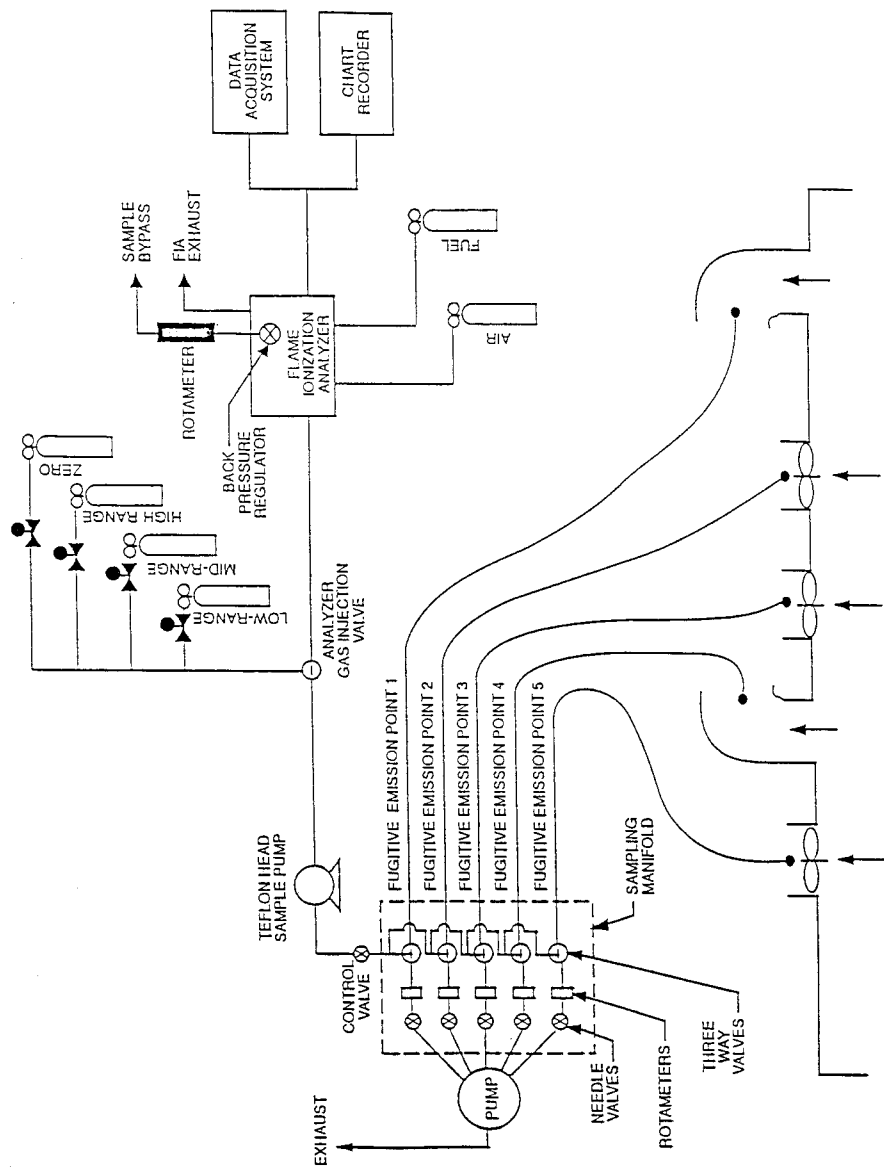 DATA
ACQUISITION
SYSTEM
CHART
RECORDER
SAMPLE
BYPASS
FIA
EXHAUST
ROTAMETER
FLAME
IONIZATION
ANALYZER
FUEL
AIR
BACK
PRESSURE
REGULATOR
ZERO
HIGH RANGE
MID-RANGE
LOW-RANGE
ANALYZER
GAS INJECTION
VALVE
TEFLON HEAD
SAMPLE PUMP
CONTROL
VALVE
FUGITIVE EMISSION POINT 1
FUGITIVE EMISSION POINT 2
FUGITIVE EMISSION POINT 3
FUGITIVE EMISSION POINT 4
FUGITIVE EMISSION POINT 5
SAMPLING
MANIFOLD
EXHAUST
PUMP
NEEDLE
VALVES
ROTAMETERS
THREE
WAY
VALVES